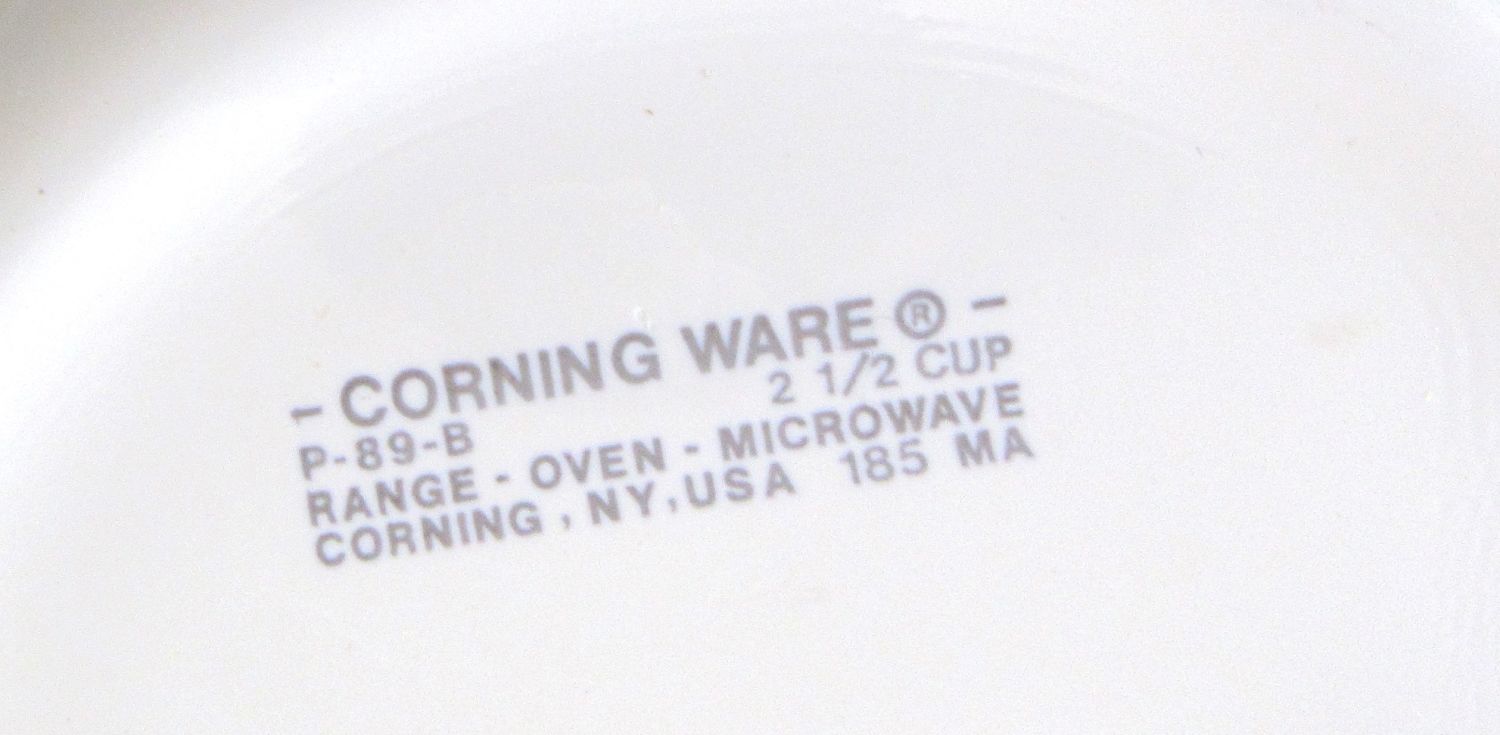 - CORNING WARE ® -
P-89-B 2 1/2 CUP
RANGE - OVEN - MICROWAVE
CORNING , NY, USA 185 MA